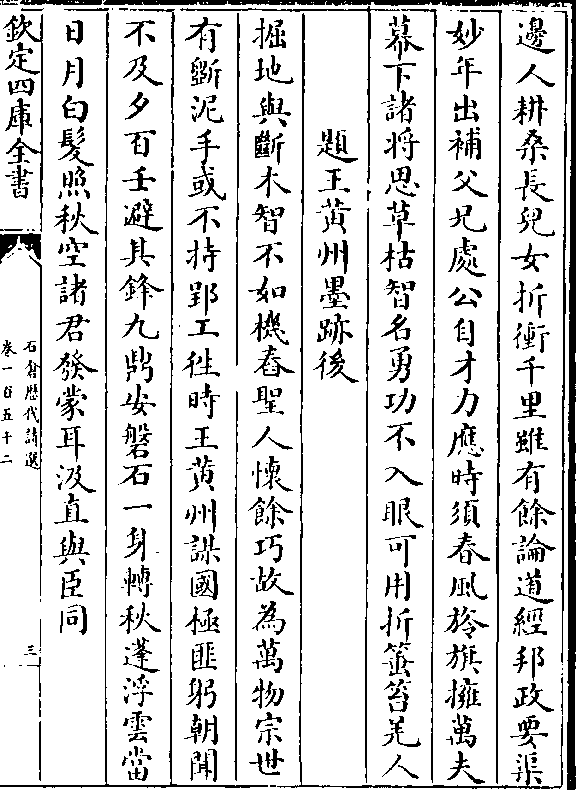 邊人耕桑長兒女折衝千里雖有餘論道經邦政要渠
妙年出補父兄處公自才力應時須春風旍旗擁萬夫
幕下諸將思草枯智名勇功不入眼可用折箠笞羌人
題王黃州墨跡後
掘地與斷木智不如機舂聖人懷餘巧故為萬物宗世
有斵泥手或不待郢工徃時王黃州謀國極匪躬朝聞
不及夕百壬避其鋒九鼎安磐石一身轉秋蓬浮雲當
日月白髮照秋空諸君發蒙耳汲直與臣同
欽定四庫全書
石倉歴代詩選
卷一百五十二
三